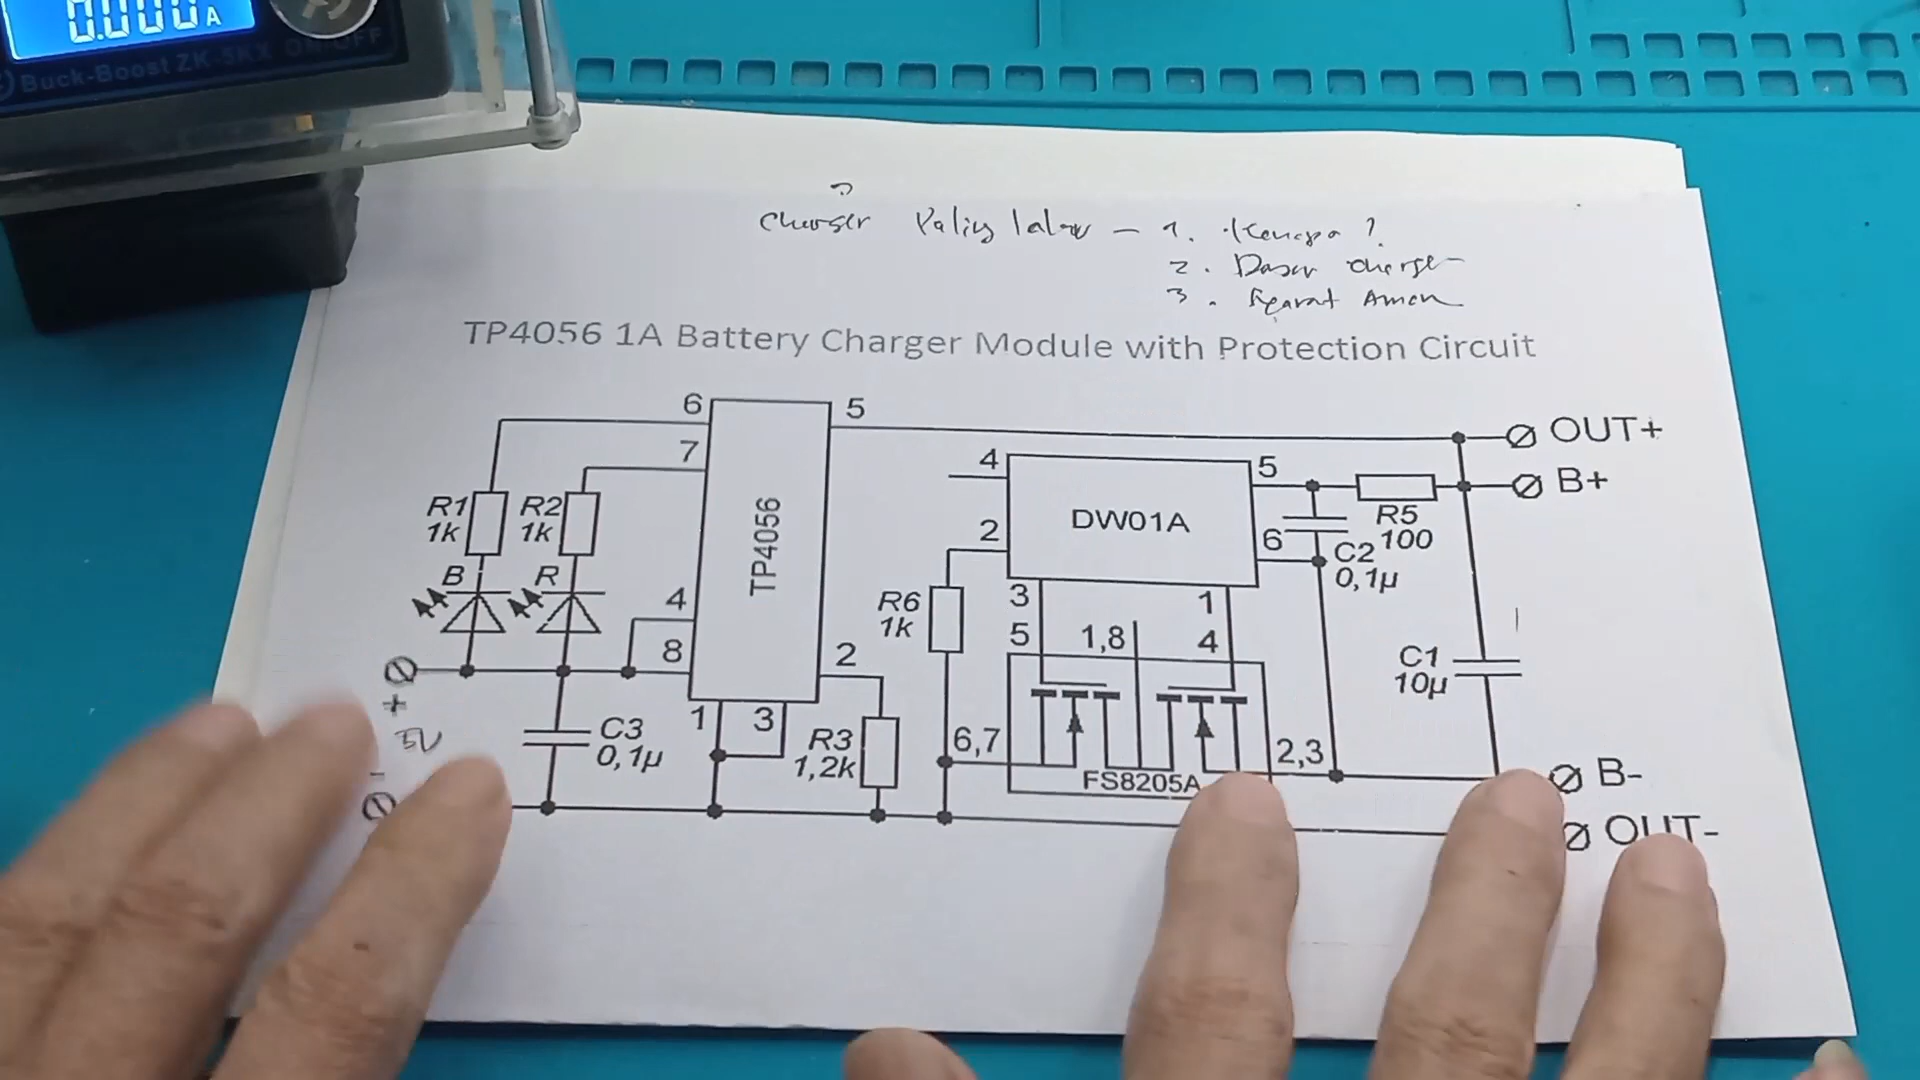 0.000A
Buck-Boost ZK-5KX ON/OFF
?
Charger Paling lalar - 1. Kenapa ?
2. Dasar charge
3. Syarat Aman
TP4056 1A Battery Charger Module with Protection Circuit
6
5
7
OUT+
4
5
B+
R1
1k
R2
1k
TP4056
DW01A
R5
100
2
6
C2
0,1µ
B
R
4
R6
1k
3
1
5
1,8
4
8
2
C1
10µ
+
5V
-
1
3
C3
0,1µ
R3
1,2k
6,7
2,3
FS8205A
B-
OUT-